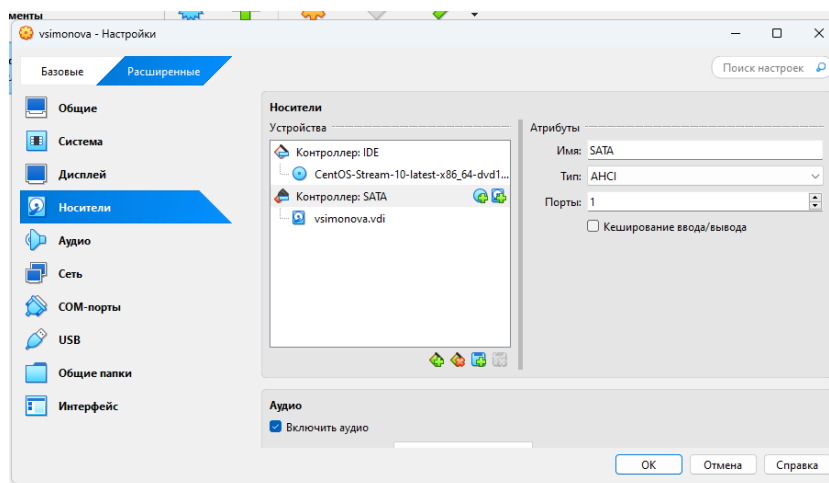 менты
vsimonova - Настройки
Базовые
Расширенные
Поиск настроек
Общие
Система
Дисплей
Носители
Аудио
Сеть
COM-порты
USB
Общие папки
Интерфейс
Носители
Устройства
Контроллер: IDE
CentOS-Stream-10-latest-x86_64-dvd1...
Контроллер: SATA
vsimonova.vdi
Атрибуты
Имя: SATA
Тип: AHCI
Порты: 1
Кеширование ввода/вывода
Аудио
Включить аудио
OK
Отмена
Справка